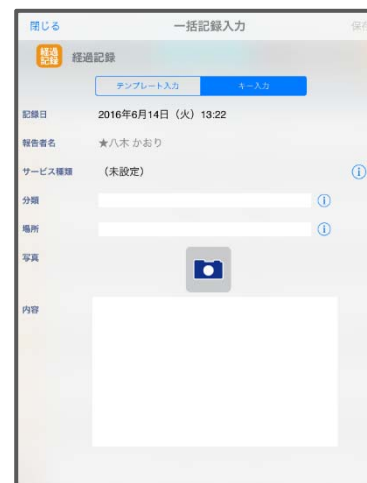 閉じる 一括記録入力 保存
経過記録 経過記録
テンプレート入力 キー入力
記録日 2016年6月14日（火）13:22
報告者名 ★八木 かおり
サービス種類 （未設定）
分類
場所
写真
内容